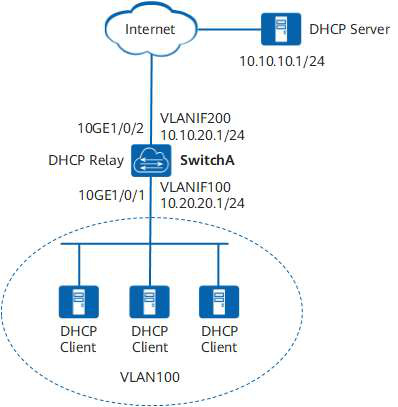 Internet
DHCP Server
10.10.10.1/24
10GE1/0/2
VLANIF200
10.10.20.1/24
DHCP Relay
SwitchA
10GE1/0/1
VLANIF100
10.20.20.1/24
DHCP
Client
DHCP
Client
DHCP
Client
VLAN100